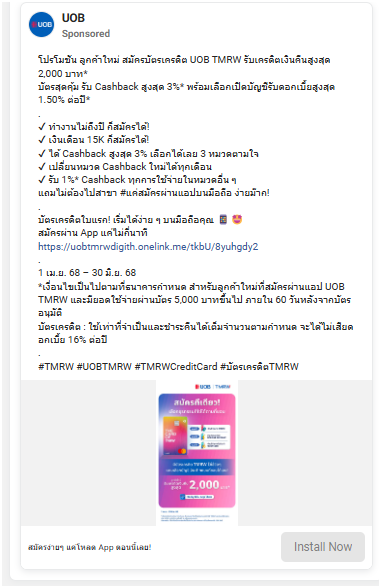 UOB
UOB
Sponsored
โปรโมชัน ลูกค้าใหม่ สมัครบัตรเครดิต UOB TMRW รับเครดิตเงินคืนสูงสุด
2,000 บาท*
บัตรสุดคุ้ม รับ Cashback สูงสุด 3%* พร้อมเลือกเปิดบัญชีรับดอกเบี้ยสูงสุด
1.50% ต่อปี*
.
✓ ทำงานไม่ถึงปี ก็สมัครได้!
✓ เงินเดือน 15K ก็สมัครได้!
✓ ได้ Cashback สูงสุด 3% เลือกได้เลย 3 หมวดตามใจ
✓ เปลี่ยนหมวด Cashback ใหม่ได้ทุกเดือน
✓ รับ 1%* Cashback ทุกการใช้จ่ายในหมวดอื่น ๆ
แถมไม่ต้องไปสาขา #แค่สมัครผ่านแอปบนมือถือ ง่ายม๊าก!
.
บัตรเครดิตใบแรก! เริ่มได้ง่าย ๆ บนมือถือคุณ
สมัครผ่าน App แค่ไม่กี่นาที
https://uobtmrwdigith.onelink.me/tkbU/8yuhgdy2
.
1 เม.ย. 68 – 30 มิ.ย. 68
*เงื่อนไขเป็นไปตามที่ธนาคารกำหนด สำหรับลูกค้าใหม่ที่สมัครผ่านแอป UOB
TMRW และมียอดใช้จ่ายผ่านบัตร 5,000 บาทขึ้นไป ภายใน 60 วันหลังจากบัตร
อนุมัติ
บัตรเครดิต : ใช้เท่าที่จำเป็นและชำระคืนได้เต็มจำนวนตามกำหนด จะได้ไม่เสียด
อกเบี้ย 16% ต่อปี
.
#TMRW #UOBTMRW #TMRWCreditCard #บัตรเครดิตTMRW
UOB TMRW
สมัครทีเดียว!
2,000
สมัครง่ายๆ แค่โหลด App ตอนนี้เลย!
Install Now